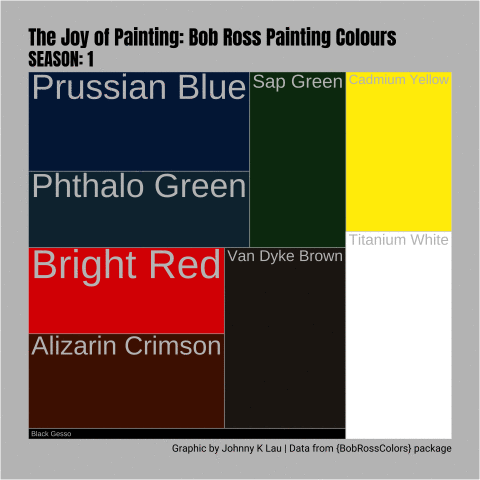 The Joy of Painting: Bob Ross Painting Colours
SEASON: 1
Prussian Blue
Sap Green
Cadmium Yellow
Phthalo Green
Titanium White
Bright Red
Van Dyke Brown
Alizarin Crimson
Black Gesso
Graphic by Johnny K Lau | Data from {BobRossColors} package